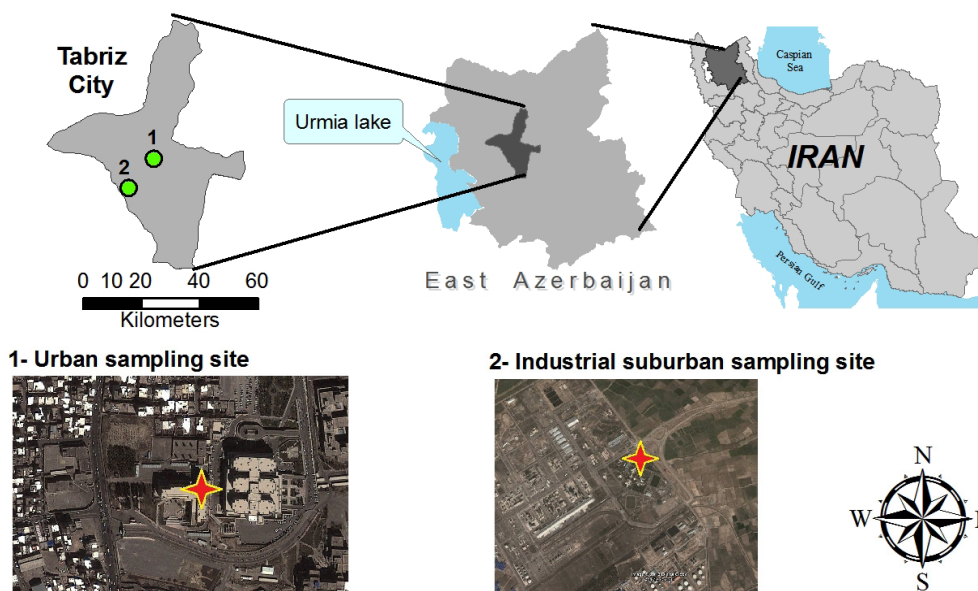 Tabriz
City
1
2
0 10 20 40 60
Kilometers
Urmia lake
East Azerbaijan
Caspian
Sea
IRAN
Persian Gulf
1- Urban sampling site
2- Industrial suburban sampling site
N
W
S